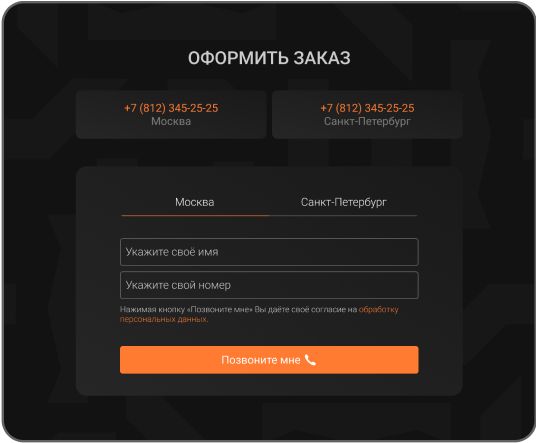 ОФОРМИТЬ ЗАКАЗ
+7 (812) 345-25-25
Москва
+7 (812) 345-25-25
Санкт-Петербург
Москва
Санкт-Петербург
Укажите своё имя
Укажите свой номер
Нажимая кнопку «Позвоните мне» Вы даёте своё согласие на обработку
персональных данных.
Позвоните мне